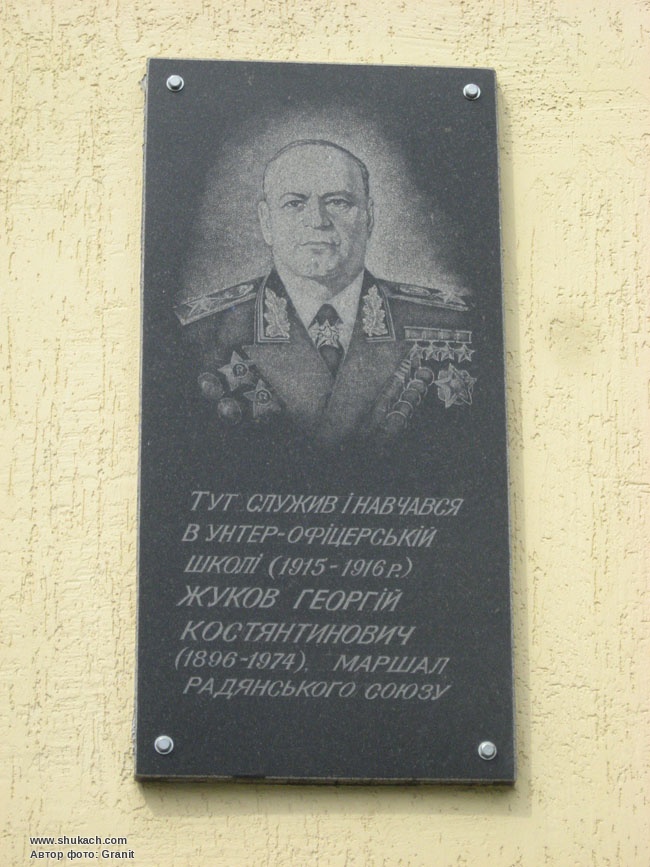 Тут служив і навчався
в унтер-офіцерській
школі (1915-1916 р.)
ЖУКОВ ГЕОРГІЙ
КОСТЯНТИНОВИЧ
(1896-1974). МАРШАЛ
РАДЯНСЬКОГО СОЮЗУ
www.shukach.com
Автор фото: Granit